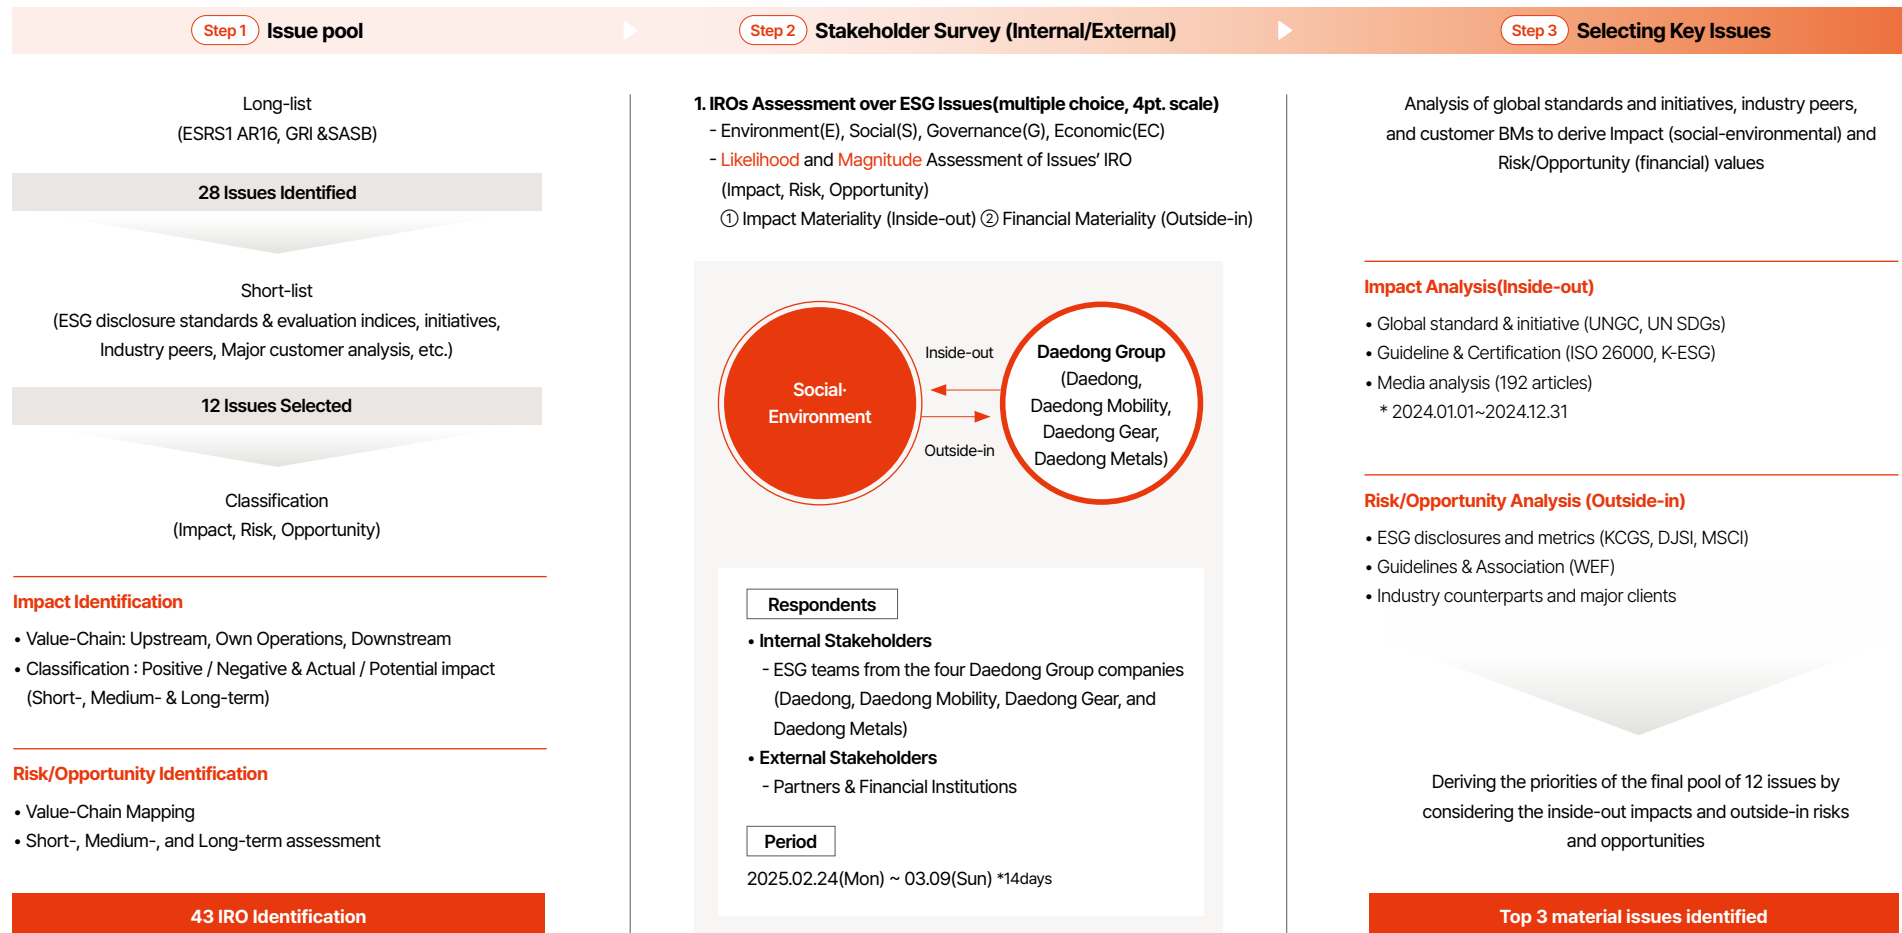 Step 1 Issue pool
Long-list
(ESRS1 AR16, GRI &SASB)
28 Issues Identified
Short-list
(ESG disclosure standards & evaluation indices, initiatives,
Industry peers, Major customer analysis, etc.)
12 Issues Selected
Classification
(Impact, Risk, Opportunity)
Impact Identification
• Value-Chain: Upstream, Own Operations, Downstream
• Classification : Positive / Negative & Actual / Potential impact
(Short-, Medium- & Long-term)
Risk/Opportunity Identification
• Value-Chain Mapping
• Short-, Medium-, and Long-term assessment
43 IRO Identification
Step 2 Stakeholder Survey (Internal/External)
1. IROs Assessment over ESG Issues(multiple choice, 4pt. scale)
- Environment(E), Social(S), Governance(G), Economic(EC)
- Likelihood and Magnitude Assessment of Issues’ IRO
(Impact, Risk, Opportunity)
① Impact Materiality (Inside-out) ② Financial Materiality (Outside-in)
Social·
Environment
Inside-out
Outside-in
Daedong Group
(Daedong,
Daedong Mobility,
Daedong Gear,
Daedong Metals)
Respondents
• Internal Stakeholders
- ESG teams from the four Daedong Group companies
(Daedong, Daedong Mobility, Daedong Gear, and
Daedong Metals)
• External Stakeholders
- Partners & Financial Institutions
Period
2025.02.24(Mon) ~ 03.09(Sun) *14days
Step 3 Selecting Key Issues
Analysis of global standards and initiatives, industry peers,
and customer BMs to derive Impact (social-environmental) and
Risk/Opportunity (financial) values
Impact Analysis(Inside-out)
• Global standard & initiative (UNGC, UN SDGs)
• Guideline & Certification (ISO 26000, K-ESG)
• Media analysis (192 articles)
* 2024.01.01~2024.12.31
Risk/Opportunity Analysis (Outside-in)
• ESG disclosures and metrics (KCGS, DJSI, MSCI)
• Guidelines & Association (WEF)
• Industry counterparts and major clients
Deriving the priorities of the final pool of 12 issues by
considering the inside-out impacts and outside-in risks
and opportunities
Top 3 material issues identified